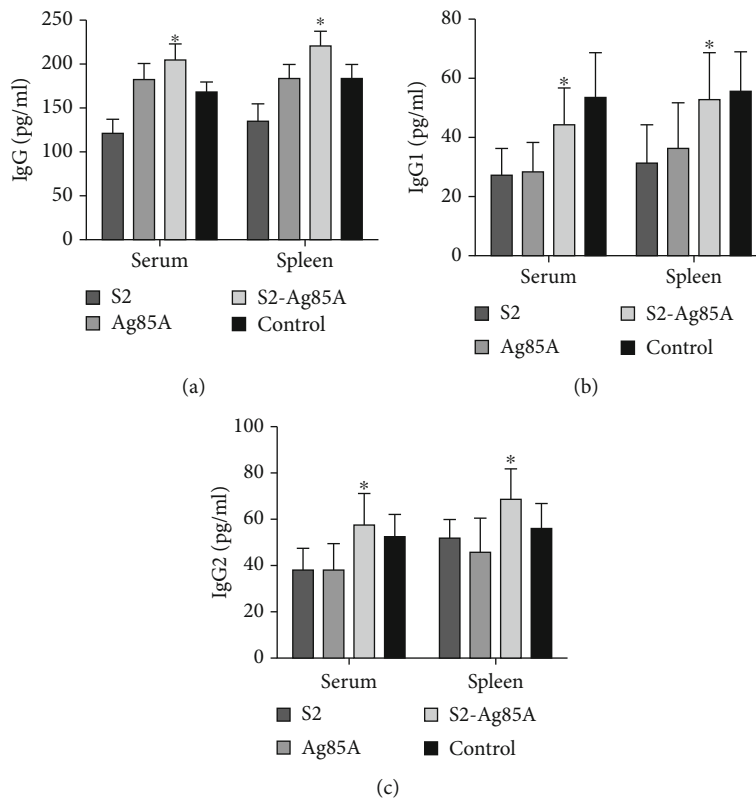 250
200
150
100
50
0
IgG (pg/ml)
*
*
Serum
Spleen
S2
S2-Ag85A
Ag85A
Control
(a)
80
60
40
20
0
IgG1 (pg/ml)
*
*
Serum
Spleen
S2
S2-Ag85A
Ag85A
Control
(b)
100
80
60
40
20
0
IgG2 (pg/ml)
*
*
Serum
Spleen
S2
S2-Ag85A
Ag85A
Control
(c)